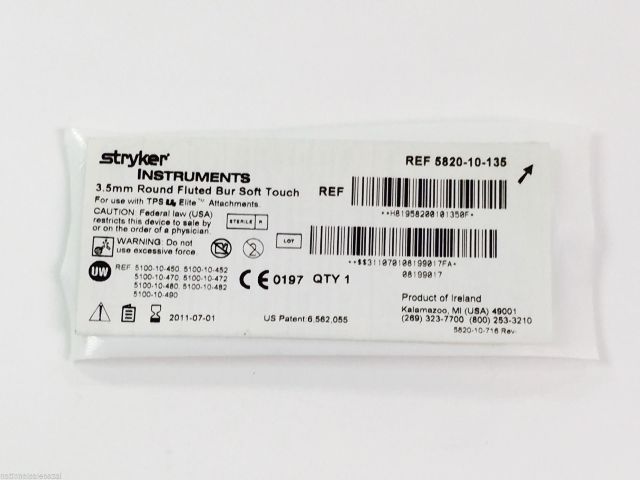 stryker
INSTRUMENTS
REF 5820-10-135
3.5mm Round Fluted Bur Soft Touch
REF
For use with TPS Elite™ Attachments.
CAUTION: Federal law (USA)
restricts this device to sale by
or on the order of a physician.
STERILE R
**H81958200101350F*
LOT
WARNING: Do not
use excessive force.
2
**$$311070108199017FA*
08199017
UW
REF 5100-10-450, 5100-10-452
5100-10-470, 5100-10-472
5100-10-480, 5100-10-482
5100-10-490
CE 0197 QTY 1
Product of Ireland
Kalamazoo, MI (USA) 49001
(269) 323-7700 (800) 253-3210
2011-07-01
US Patent:6,562,055
5820-10-716 Rev-